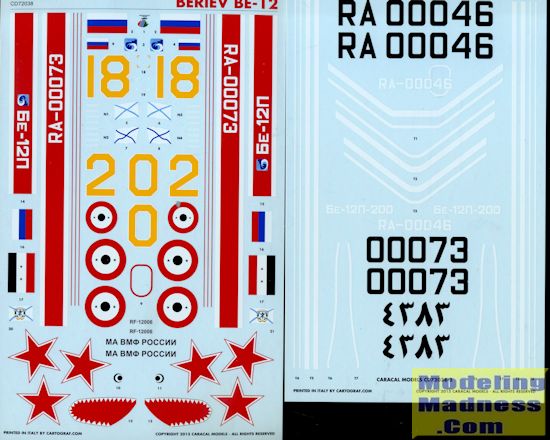 CD72038
BERIEV BE-12
18
18
RA-00073
RA-00073
Бе-12П
Бе-12П
202
0
RF-12006
RF-12006
МА ВМФ РОССИИ
МА ВМФ РОССИИ
PRINTED IN ITALY BY CARTOGRAF.COM
COPYRIGHT 2013 CARACAL MODELS - ALL RIGHTS RESERVED
RA 00046
RA 00046
RA-00046
Бе-12П-200
Бе-12П-200
RA-00046
00073
00073
٤٣٨٣
٤٣٨٣
CARACAL MODELS
PRINTED IN ITALY BY CARTOGRAF.COM
COPYRIGHT 2013 CARACAL MODELS - ALL RIGHTS RESERVED
Modeling
Madness
.Com